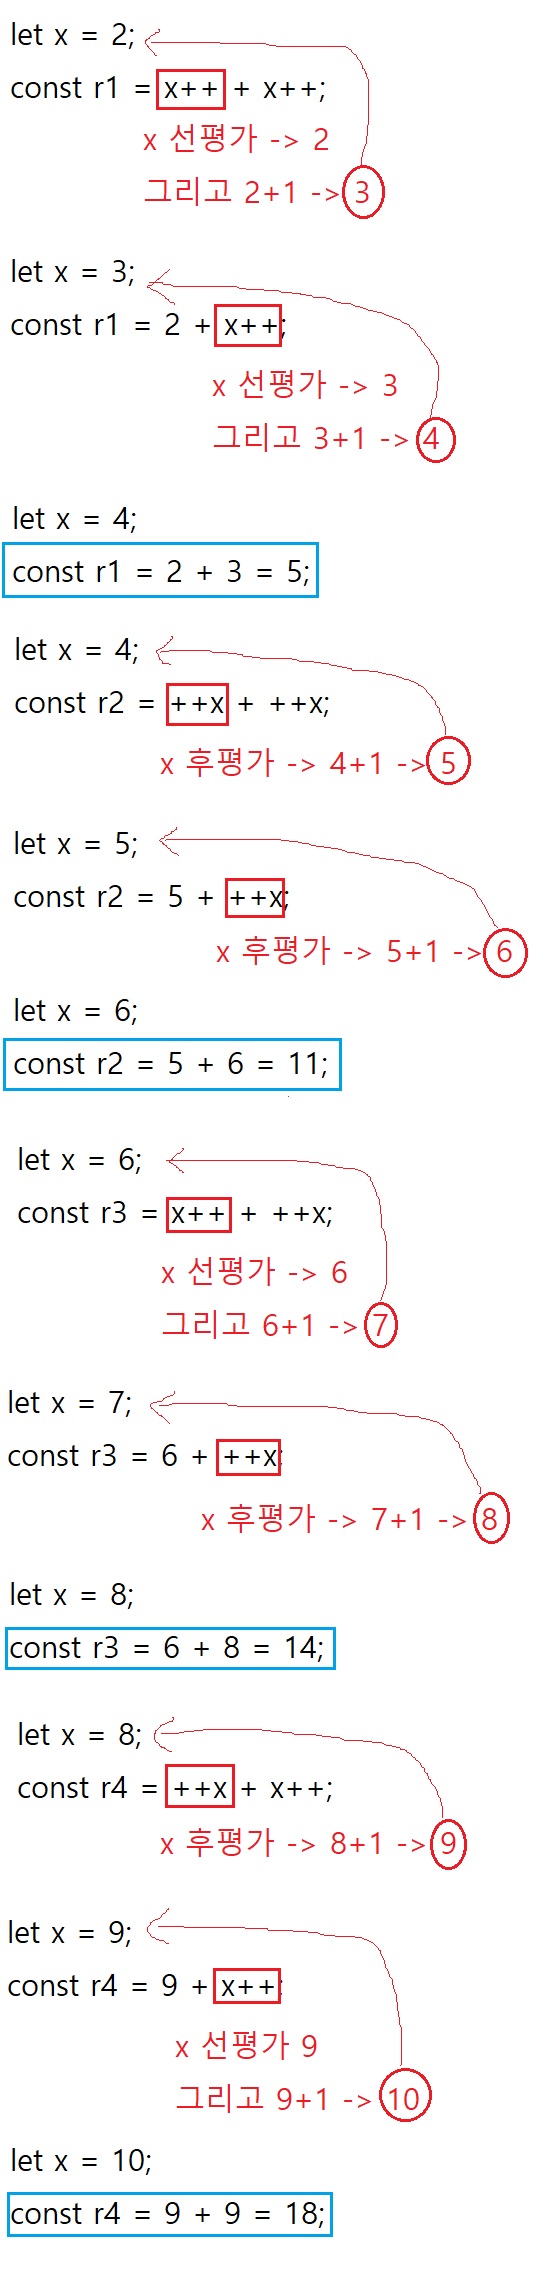 let x = 2;
const r1 = x++ + x++;
x 선평가 -> 2
그리고 2+1 -> 3
let x = 3;
const r1 = 2 + x++;
x 선평가 -> 3
그리고 3+1 -> 4
let x = 4;
const r1 = 2 + 3 = 5;
let x = 4;
const r2 = ++x + ++x;
x 후평가 -> 4+1 -> 5
let x = 5;
const r2 = 5 + ++x;
x 후평가 -> 5+1 -> 6
let x = 6;
const r2 = 5 + 6 = 11;
let x = 6;
const r3 = x++ + ++x;
x 선평가 -> 6
그리고 6+1 -> 7
let x = 7;
const r3 = 6 + ++x;
x 후평가 -> 7+1 -> 8
let x = 8;
const r3 = 6 + 8 = 14;
let x = 8;
const r4 = ++x + x++;
x 후평가 -> 8+1 -> 9
let x = 9;
const r4 = 9 + x++;
x 선평가 9
그리고 9+1 -> 10
let x = 10;
const r4 = 9 + 9 = 18;